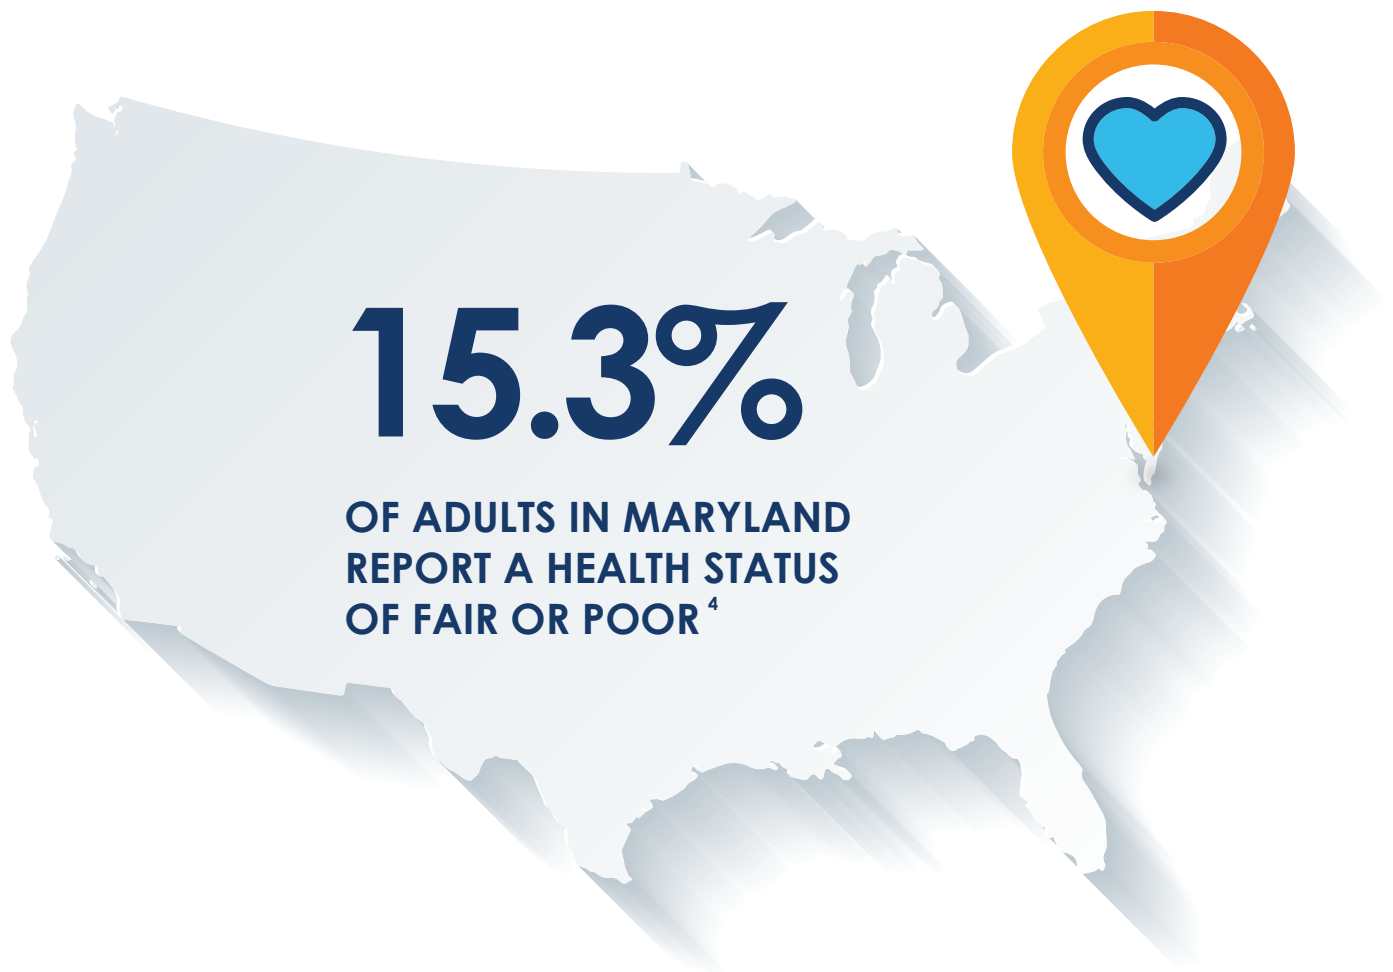 15.3%
OF ADULTS IN MARYLAND
REPORT A HEALTH STATUS
OF FAIR OR POOR 4